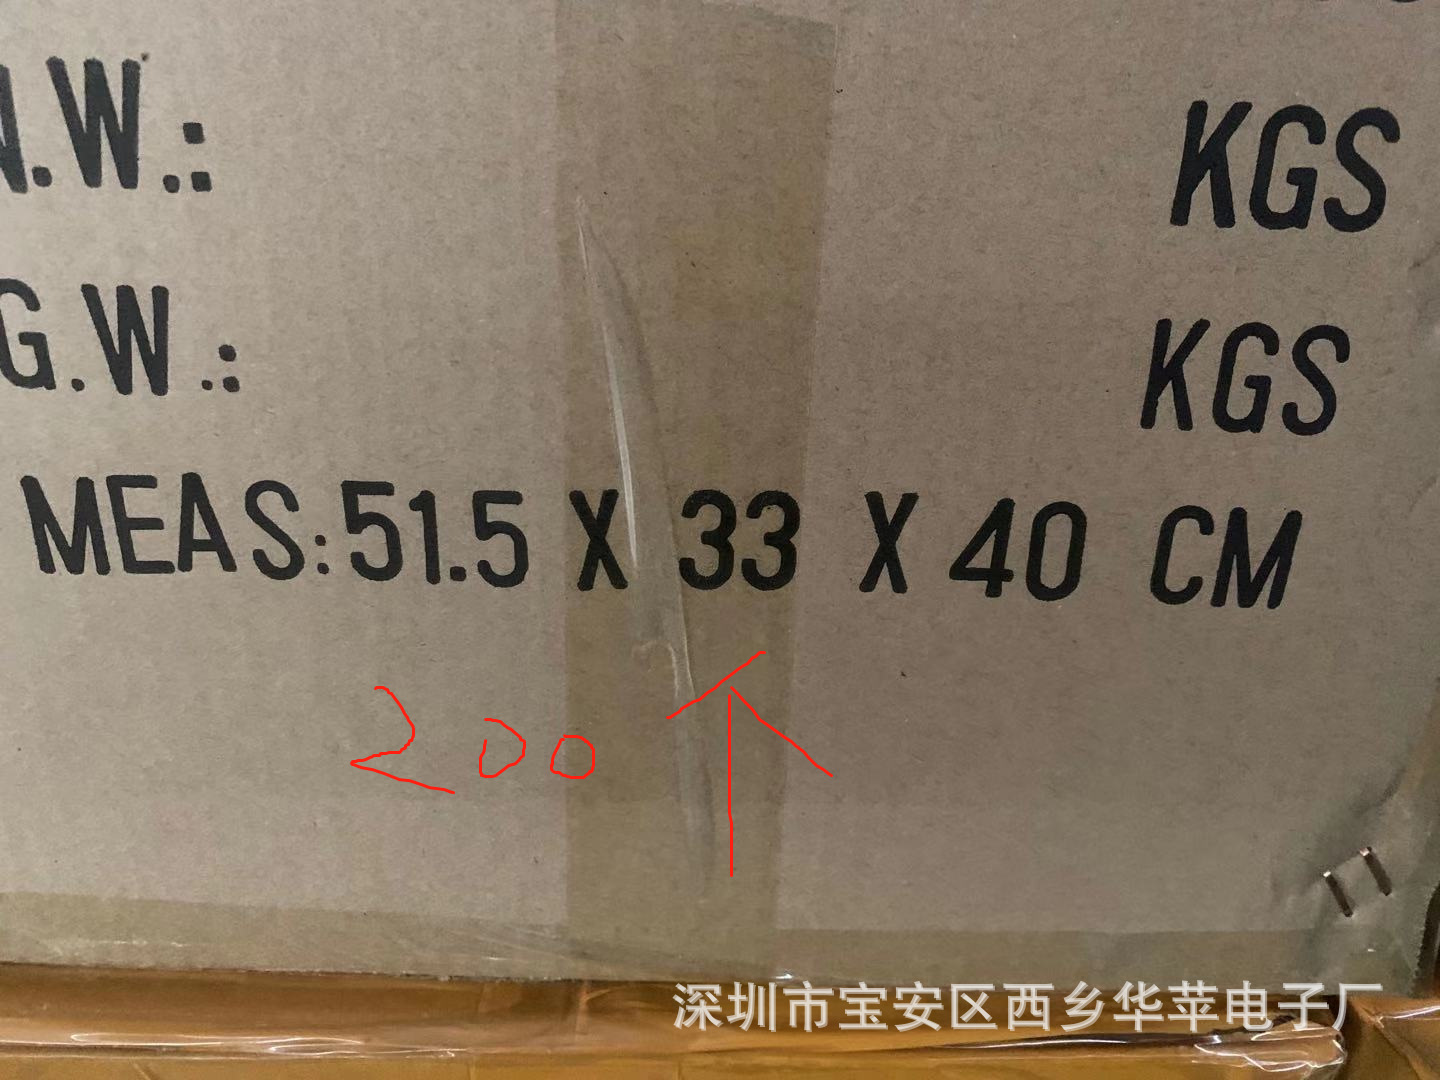 N.W.: KGS
G.W.: KGS
MEAS:51.5 X 33 X 40 CM
200个
深圳市宝安区西乡华苹电子厂